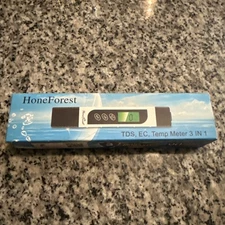 HoneForest
TDS, EC, Temp Meter 3 IN 1